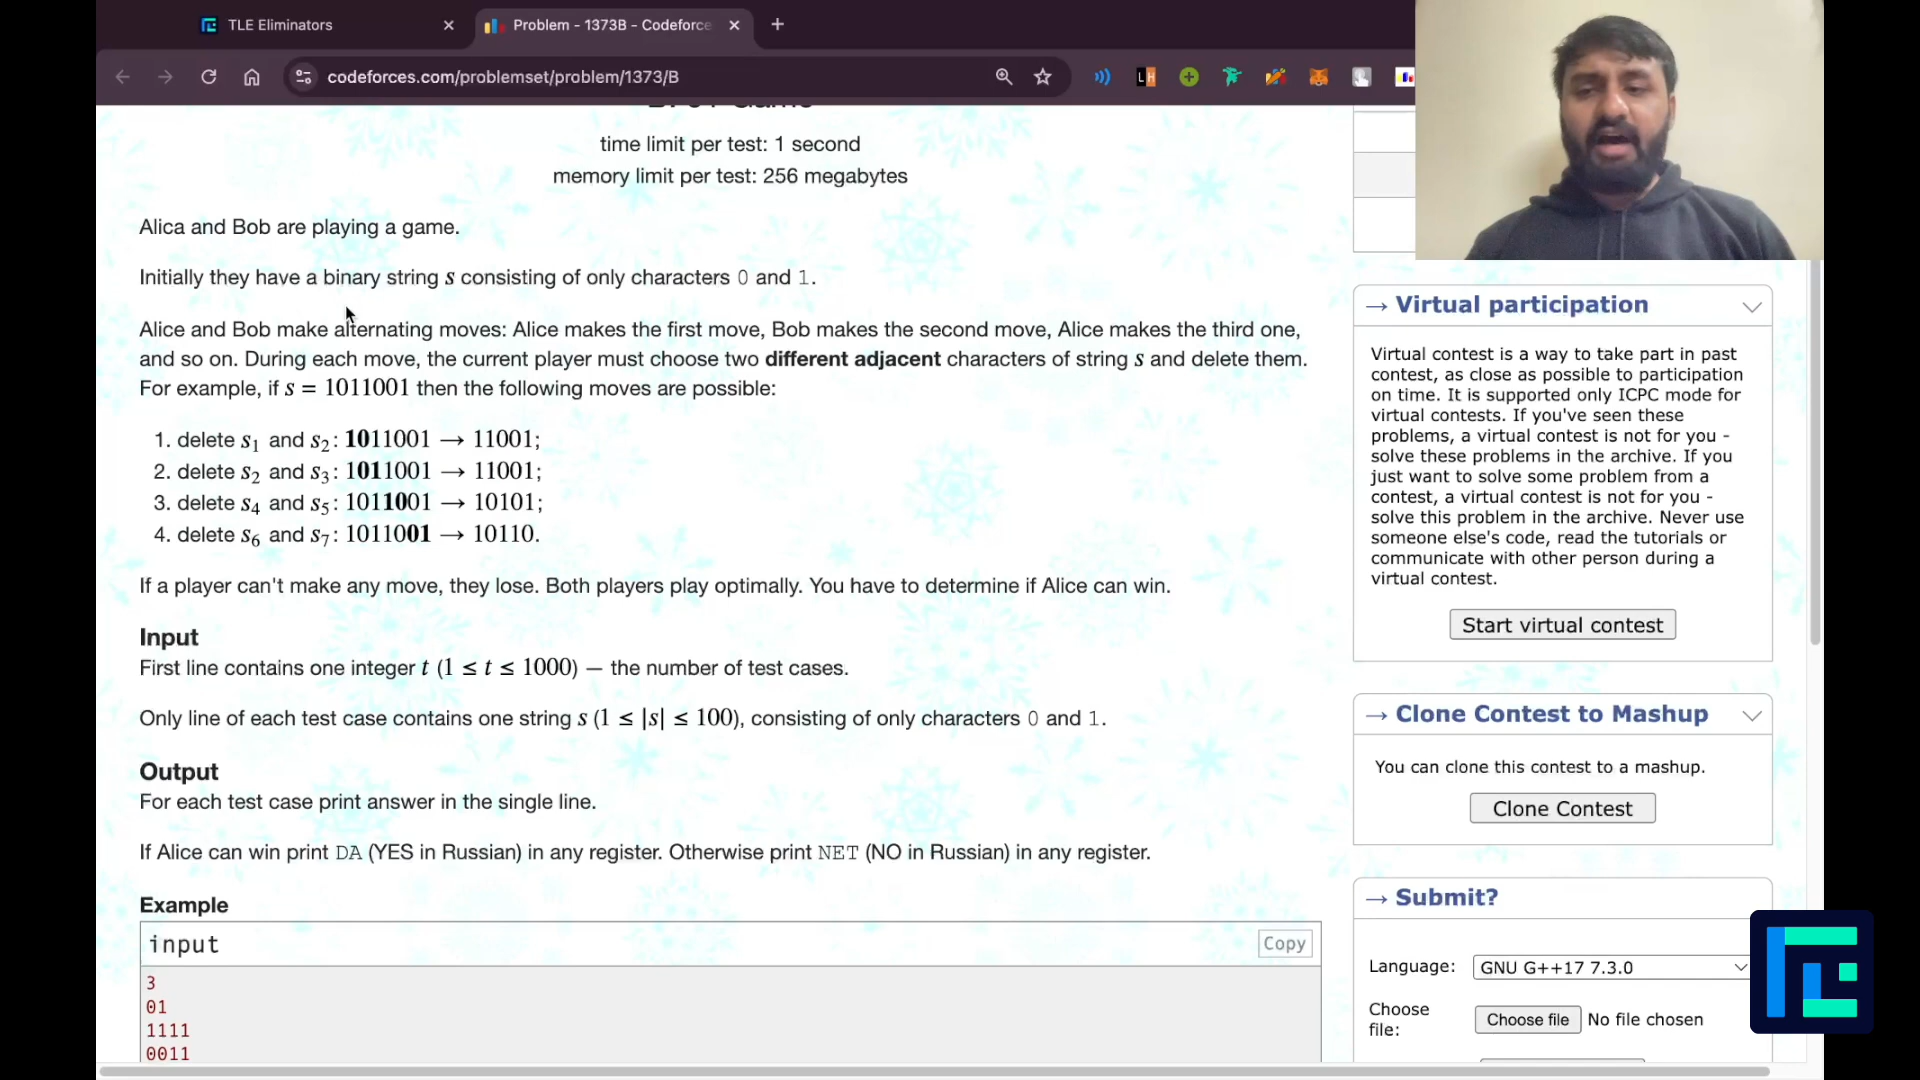 TLE Eliminators
Problem - 1373B - Codeforce
codeforces.com/problemset/problem/1373/B
LH
time limit per test: 1 second
memory limit per test: 256 megabytes
Alica and Bob are playing a game.
Initially they have a binary string s consisting of only characters 0 and 1.
Alice and Bob make alternating moves: Alice makes the first move, Bob makes the second move, Alice makes the third one,
and so on. During each move, the current player must choose two different adjacent characters of string s and delete them.
For example, if s = 1011001 then the following moves are possible:
1. delete s₁ and s₂: 1011001 → 11001;
2. delete s₂ and s₃: 1011001 → 11001;
3. delete s₄ and s₅: 1011001 → 10101;
4. delete s₆ and s₇: 1011001 → 10110.
If a player can't make any move, they lose. Both players play optimally. You have to determine if Alice can win.
Input
First line contains one integer t (1 ≤ t ≤ 1000) — the number of test cases.
Only line of each test case contains one string s (1 ≤ |s| ≤ 100), consisting of only characters 0 and 1.
Output
For each test case print answer in the single line.
If Alice can win print DA (YES in Russian) in any register. Otherwise print NET (NO in Russian) in any register.
Example
input
Copy
3
01
1111
0011
→ Virtual participation
Virtual contest is a way to take part in past
contest, as close as possible to participation
on time. It is supported only ICPC mode for
virtual contests. If you've seen these
problems, a virtual contest is not for you -
solve these problems in the archive. If you
just want to solve some problem from a
contest, a virtual contest is not for you -
solve this problem in the archive. Never use
someone else's code, read the tutorials or
communicate with other person during a
virtual contest.
Start virtual contest
→ Clone Contest to Mashup
You can clone this contest to a mashup.
Clone Contest
→ Submit?
Language:
GNU G++17 7.3.0
Choose
file:
Choose file
No file chosen